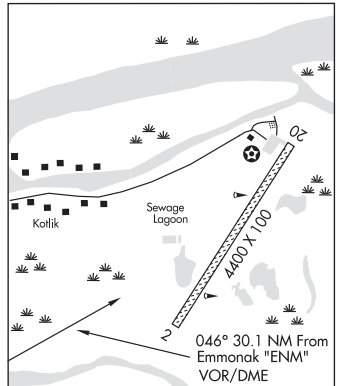 20
Kotlik
Sewage
Lagoon
4400 X 100
2
046° 30.1 NM From
Emmonak "ENM"
VOR/DME